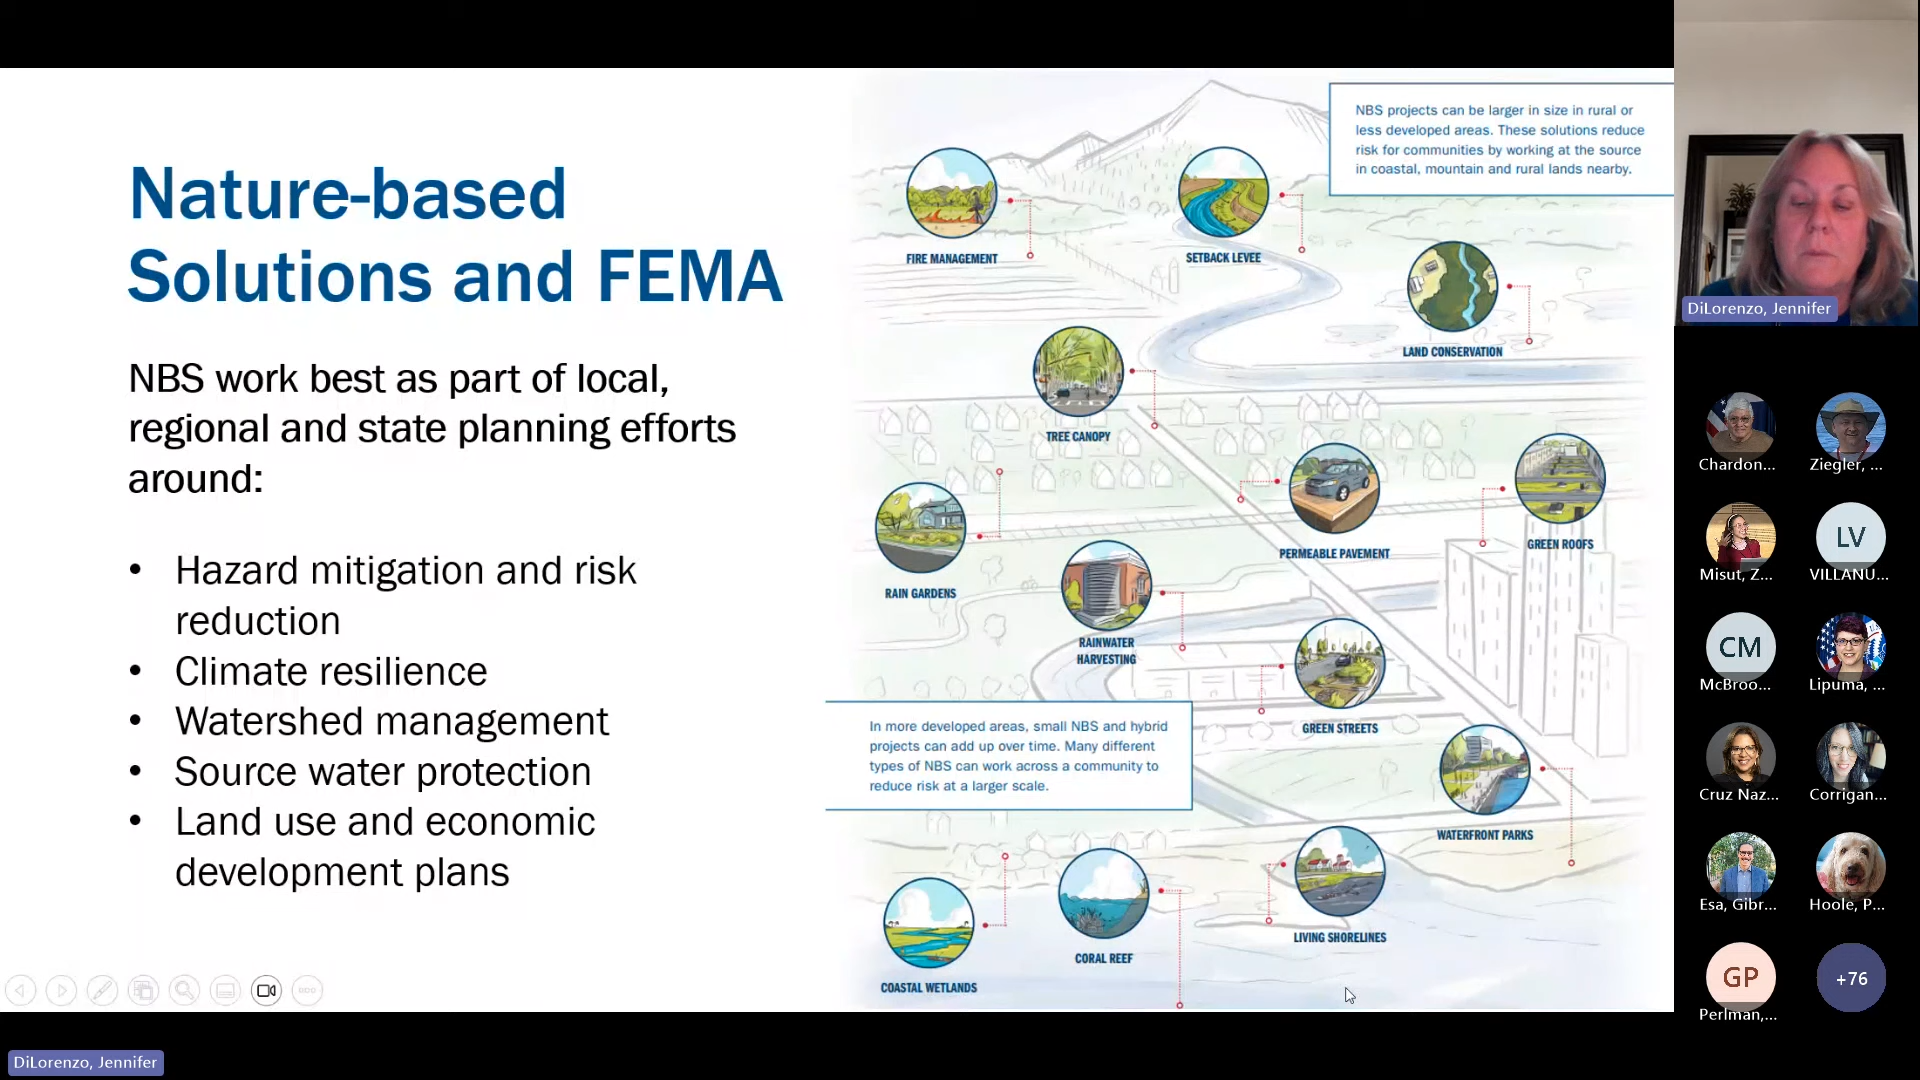 Nature-based
Solutions and FEMA
NBS work best as part of local,
regional and state planning efforts
around:
• Hazard mitigation and risk
reduction
• Climate resilience
• Watershed management
• Source water protection
• Land use and economic
development plans
NBS projects can be larger in size in rural or
less developed areas. These solutions reduce
risk for communities by working at the source
in coastal, mountain and rural lands nearby.
FIRE MANAGEMENT
SETBACK LEVEE
LAND CONSERVATION
TREE CANOPY
PERMEABLE PAVEMENT
GREEN ROOFS
RAIN GARDENS
RAINWATER
HARVESTING
GREEN STREETS
In more developed areas, small NBS and hybrid
projects can add up over time. Many different
types of NBS can work across a community to
reduce risk at a larger scale.
WATERFRONT PARKS
LIVING SHORELINES
CORAL REEF
COASTAL WETLANDS
DiLorenzo, Jennifer
Chardon...
Ziegler, ...
Misut, Z...
LV
VILLANU...
CM
McBroo...
Lipuma, ...
Cruz Naz...
Corrigan...
Esa, Gibr...
Hoole, P...
GP
Perlman,...
+76
DiLorenzo, Jennifer